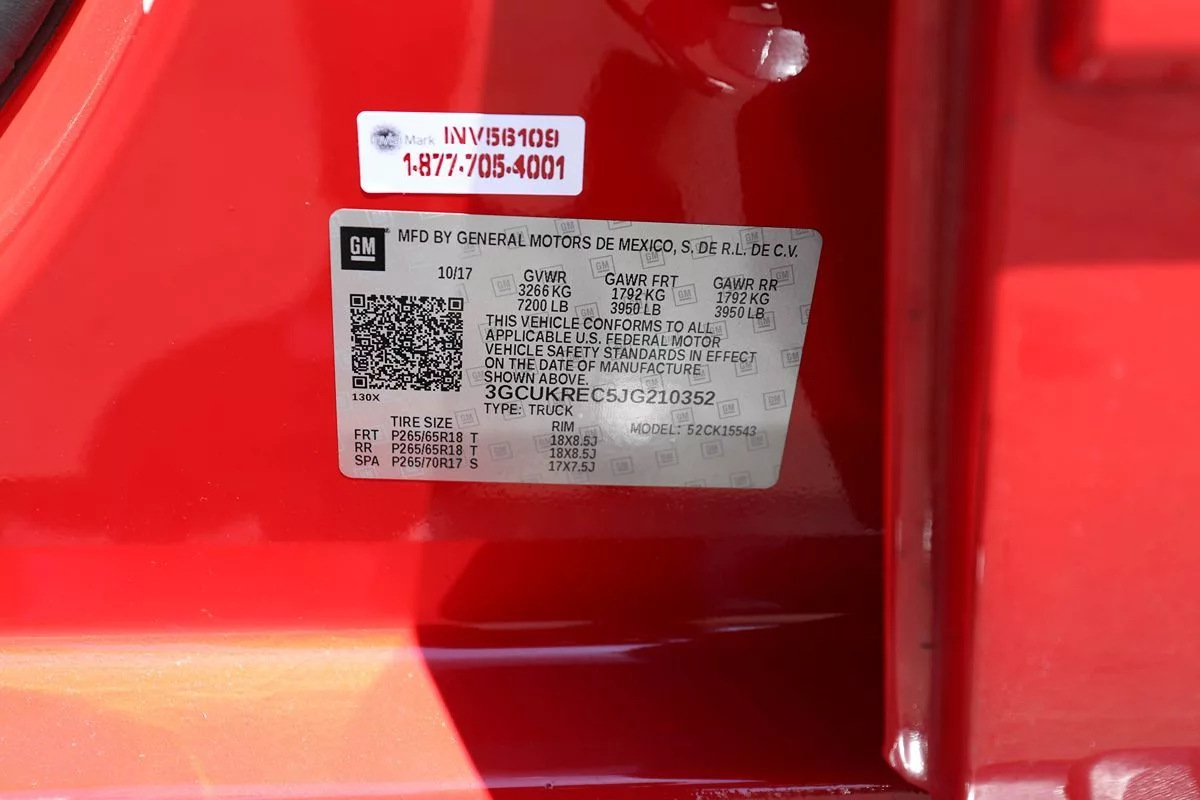 Mark INV56109
1-877-705-4001
GM MFD BY GENERAL MOTORS DE MEXICO, S. DE R.L. DE C.V.
10/17 GVWR GAWR FRT GAWR RR
3266 KG 1792 KG 1792 KG
7200 LB 3950 LB 3950 LB
THIS VEHICLE CONFORMS TO ALL
APPLICABLE U.S. FEDERAL MOTOR
VEHICLE SAFETY STANDARDS IN EFFECT
ON THE DATE OF MANUFACTURE
SHOWN ABOVE.
130X 3GCUKREC5JG210352
TYPE: TRUCK
TIRE SIZE RIM MODEL: 52CK15543
FRT P265/65R18 T 18X8.5J
RR P265/65R18 T 18X8.5J
SPA P265/70R17 S 17X7.5J